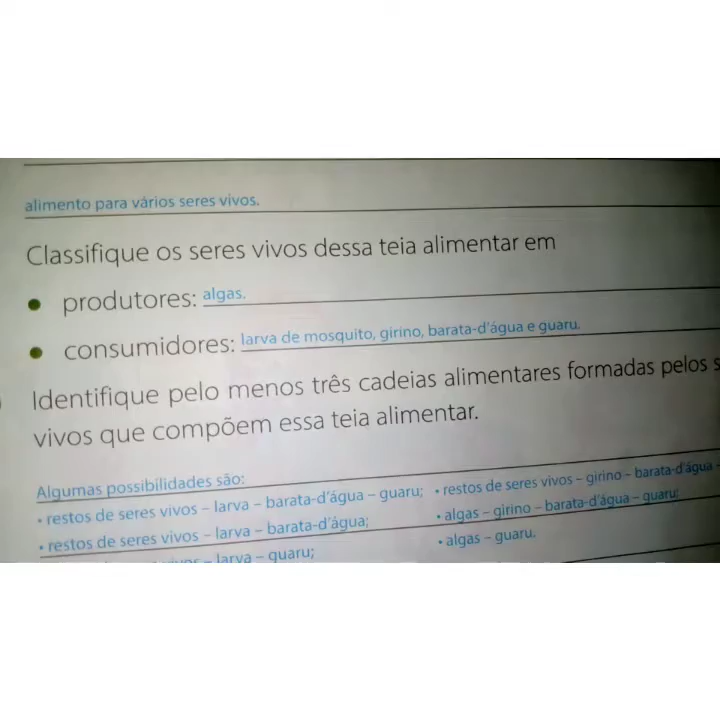 alimento para vários seres vivos.
Classifique os seres vivos dessa teia alimentar em
• produtores: algas.
• consumidores: larva de mosquito, girino, barata-d'água e guaru.
Identifique pelo menos três cadeias alimentares formadas pelos s
vivos que compõem essa teia alimentar.
Algumas possibilidades são:
• restos de seres vivos – larva – barata-d'água – guaru;
• restos de seres vivos – larva – barata-d'água;
vivos – larva – guaru;
• restos de seres vivos – girino – barata-d'água –
• algas – girino – barata-d'água – guaru;
• algas – guaru.